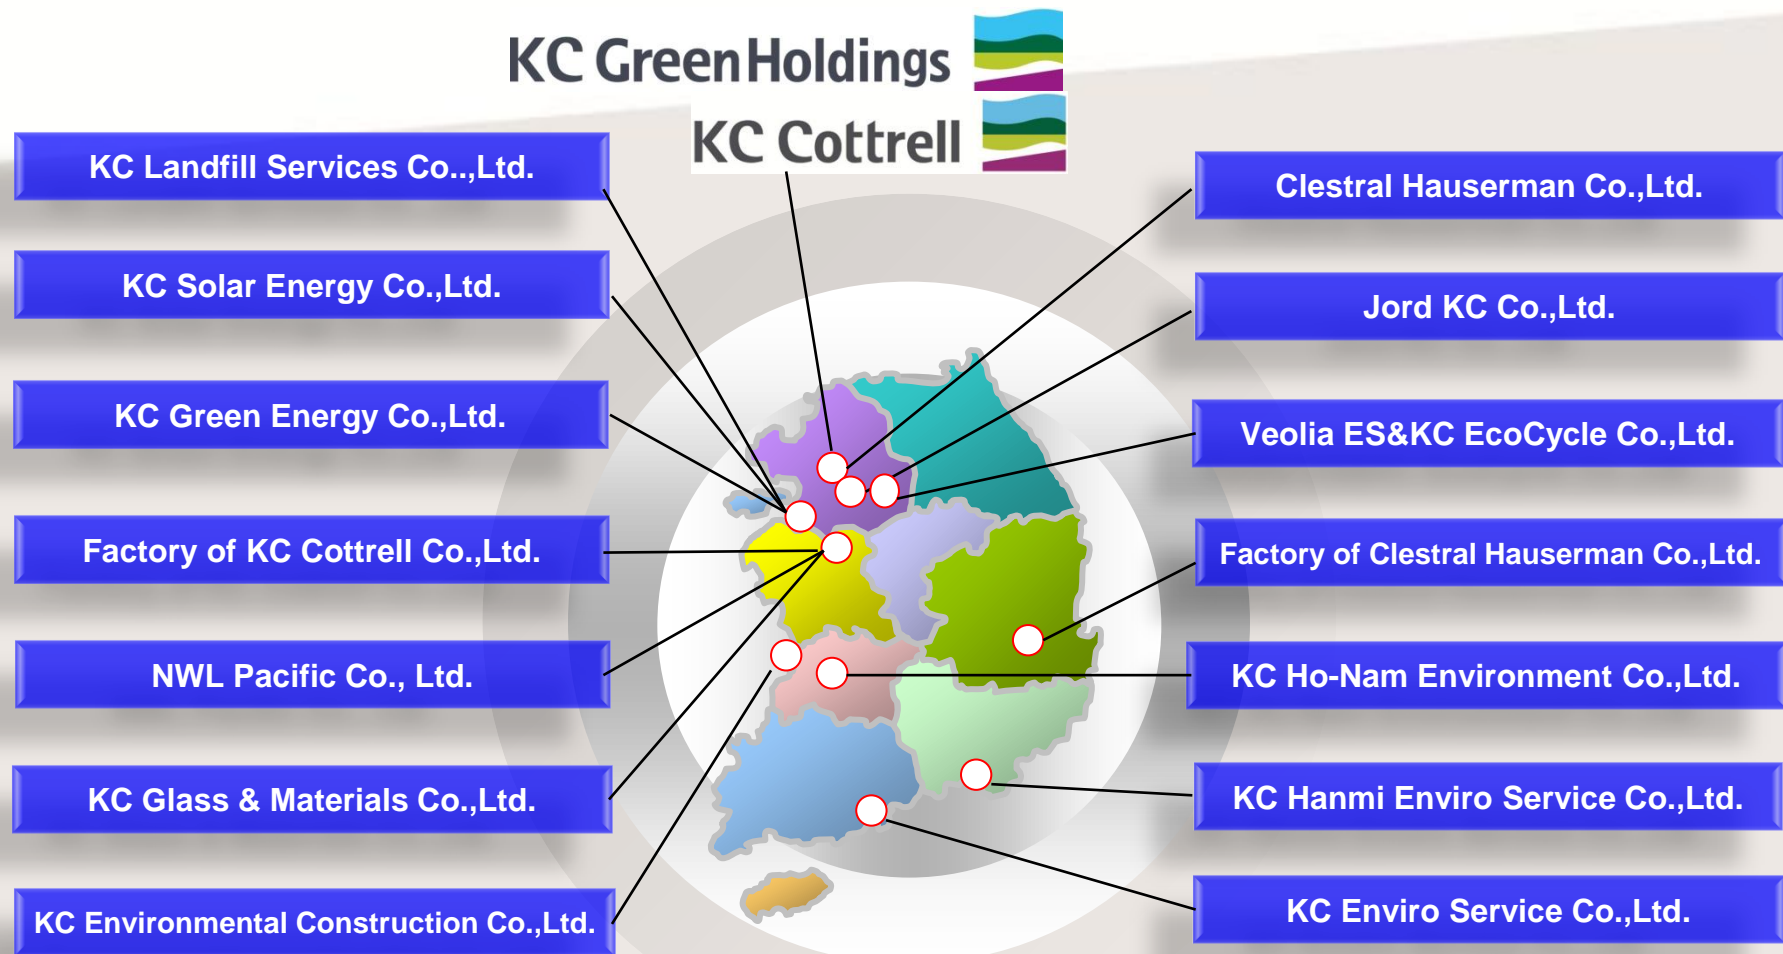 KC GreenHoldings
KC Cottrell
KC Landfill Services Co..,Ltd.
KC Solar Energy Co.,Ltd.
KC Green Energy Co.,Ltd.
Factory of KC Cottrell Co.,Ltd.
NWL Pacific Co., Ltd.
KC Glass & Materials Co.,Ltd.
KC Environmental Construction Co.,Ltd.
Clestral Hauserman Co.,Ltd.
Jord KC Co.,Ltd.
Veolia ES&KC EcoCycle Co.,Ltd.
Factory of Clestral Hauserman Co.,Ltd.
KC Ho-Nam Environment Co.,Ltd.
KC Hanmi Enviro Service Co.,Ltd.
KC Enviro Service Co.,Ltd.